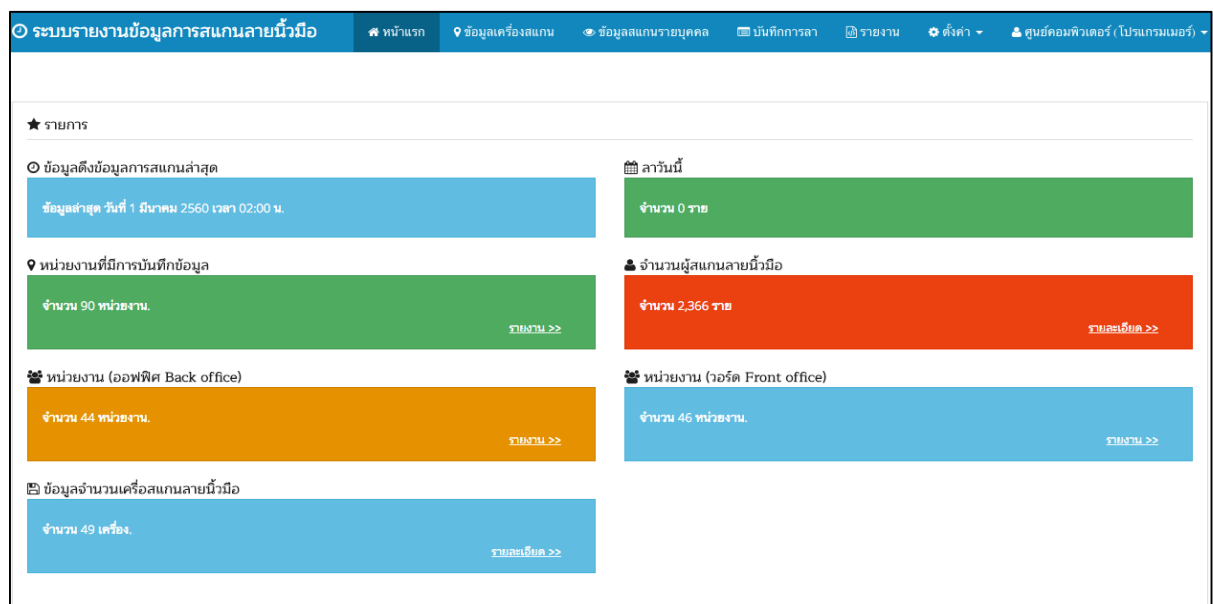 ระบบรายงานข้อมูลการสแกนลายนิ้วมือ หน้าแรก ข้อมูลเครื่องสแกน ข้อมูลสแกนรายบุคคล บันทึกการลา รายงาน ตั้งค่า ศูนย์คอมพิวเตอร์ (โปรแกรมเมอร์)
รายการ
ข้อมูลดึงข้อมูลการสแกนล่าสุด
ข้อมูลล่าสุด วันที่ 1 มีนาคม 2560 เวลา 02:00 น.
ลาวันนี้
จำนวน 0 ราย
หน่วยงานที่มีการบันทึกข้อมูล
จำนวน 90 หน่วยงาน.
รายงาน >>
จำนวนผู้สแกนลายนิ้วมือ
จำนวน 2,366 ราย
รายละเอียด >>
หน่วยงาน (ออฟฟิศ Back office)
จำนวน 44 หน่วยงาน.
รายงาน >>
หน่วยงาน (วอร์ด Front office)
จำนวน 46 หน่วยงาน.
รายงาน >>
ข้อมูลจำนวนเครื่อสแกนลายนิ้วมือ
จำนวน 49 เครื่อง.
รายละเอียด >>